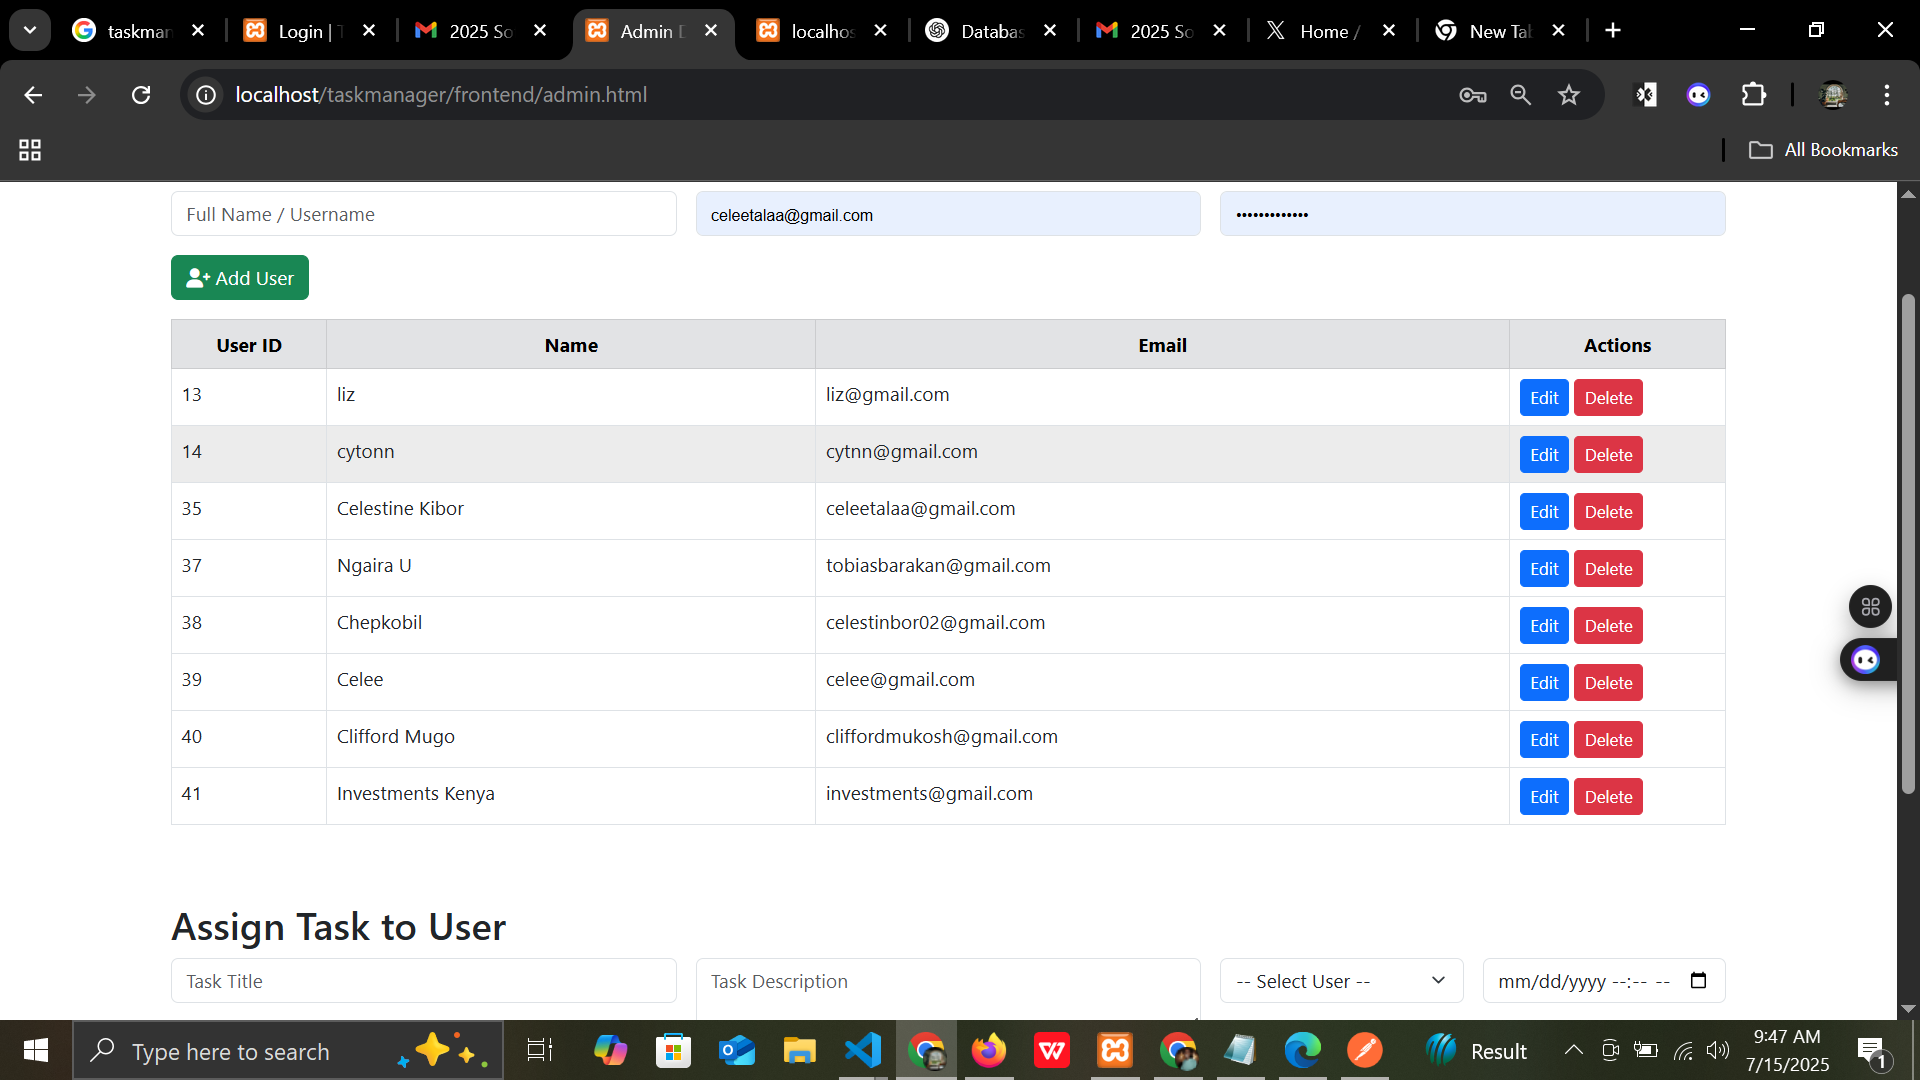 taskman
Login | T
2025 So
Admin D
localhos
Databas
2025 So
Home /
New Tab
localhost/taskmanager/frontend/admin.html
All Bookmarks
Full Name / Username
celeetalaa@gmail.com
•••••••••••••
Add User
User ID Name Email Actions
13 liz liz@gmail.com Edit Delete
14 cytonn cytnn@gmail.com Edit Delete
35 Celestine Kibor celeetalaa@gmail.com Edit Delete
37 Ngaira U tobiasbarakan@gmail.com Edit Delete
38 Chepkobil celestinbor02@gmail.com Edit Delete
39 Celee celee@gmail.com Edit Delete
40 Clifford Mugo cliffordmukosh@gmail.com Edit Delete
41 Investments Kenya investments@gmail.com Edit Delete
Assign Task to User
Task Title
Task Description
-- Select User --
mm/dd/yyyy --:-- --
Type here to search
Result
9:47 AM
7/15/2025
1